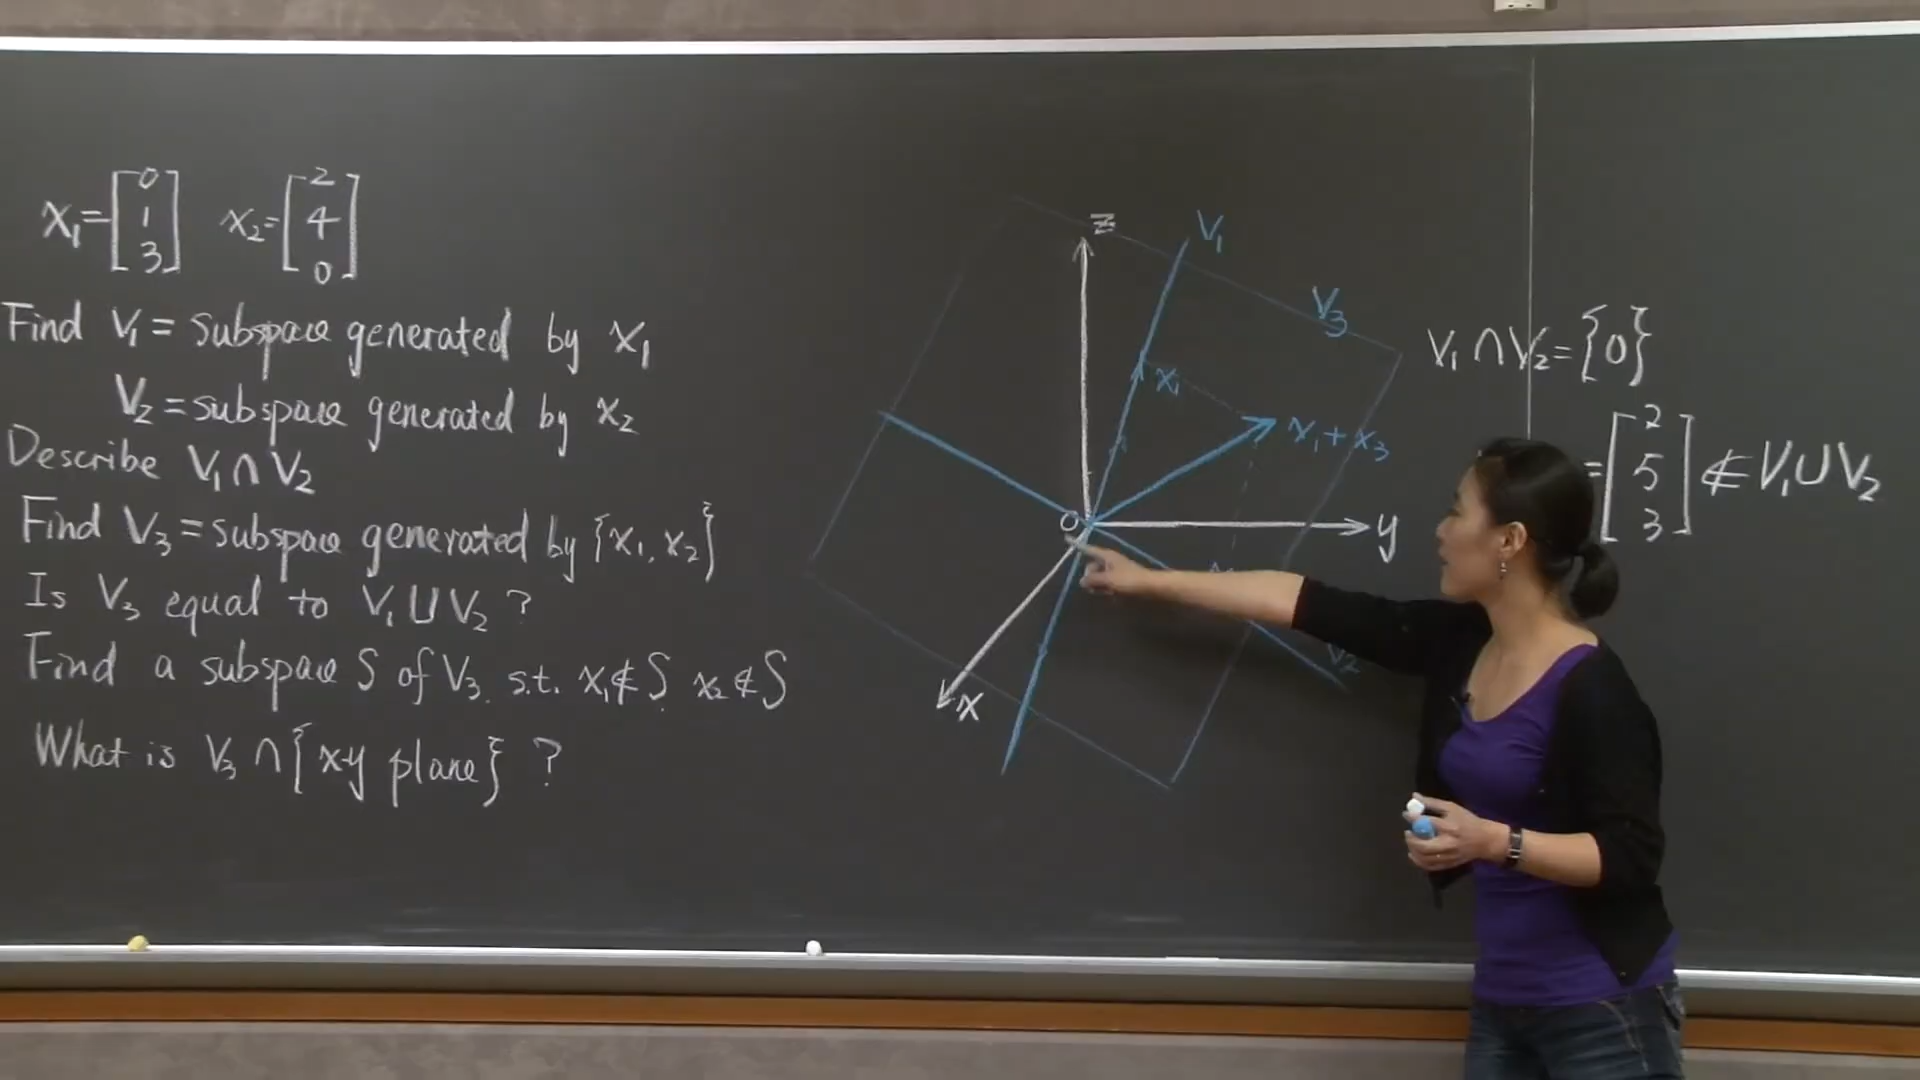 x₁=[0 1 3] x₂=[2 4 0]
Find V₁ = Subspace generated by x₁
V₂ = subspace generated by x₂
Describe V₁ ∩ V₂
Find V₃ = subspace generated by {x₁, x₂}
Is V₃ equal to V₁ ∪ V₂ ?
Find a subspace S of V₃ s.t. x₁ ∉ S x₂ ∉ S
What is V₃ ∩ {xy plane} ?
z
V₁
V₃
x₁
x₁+x₃
0
y
V₂
x
V₁ ∩ V₂ = {0}
=[2 5 3] ∉ V₁ ∪ V₂